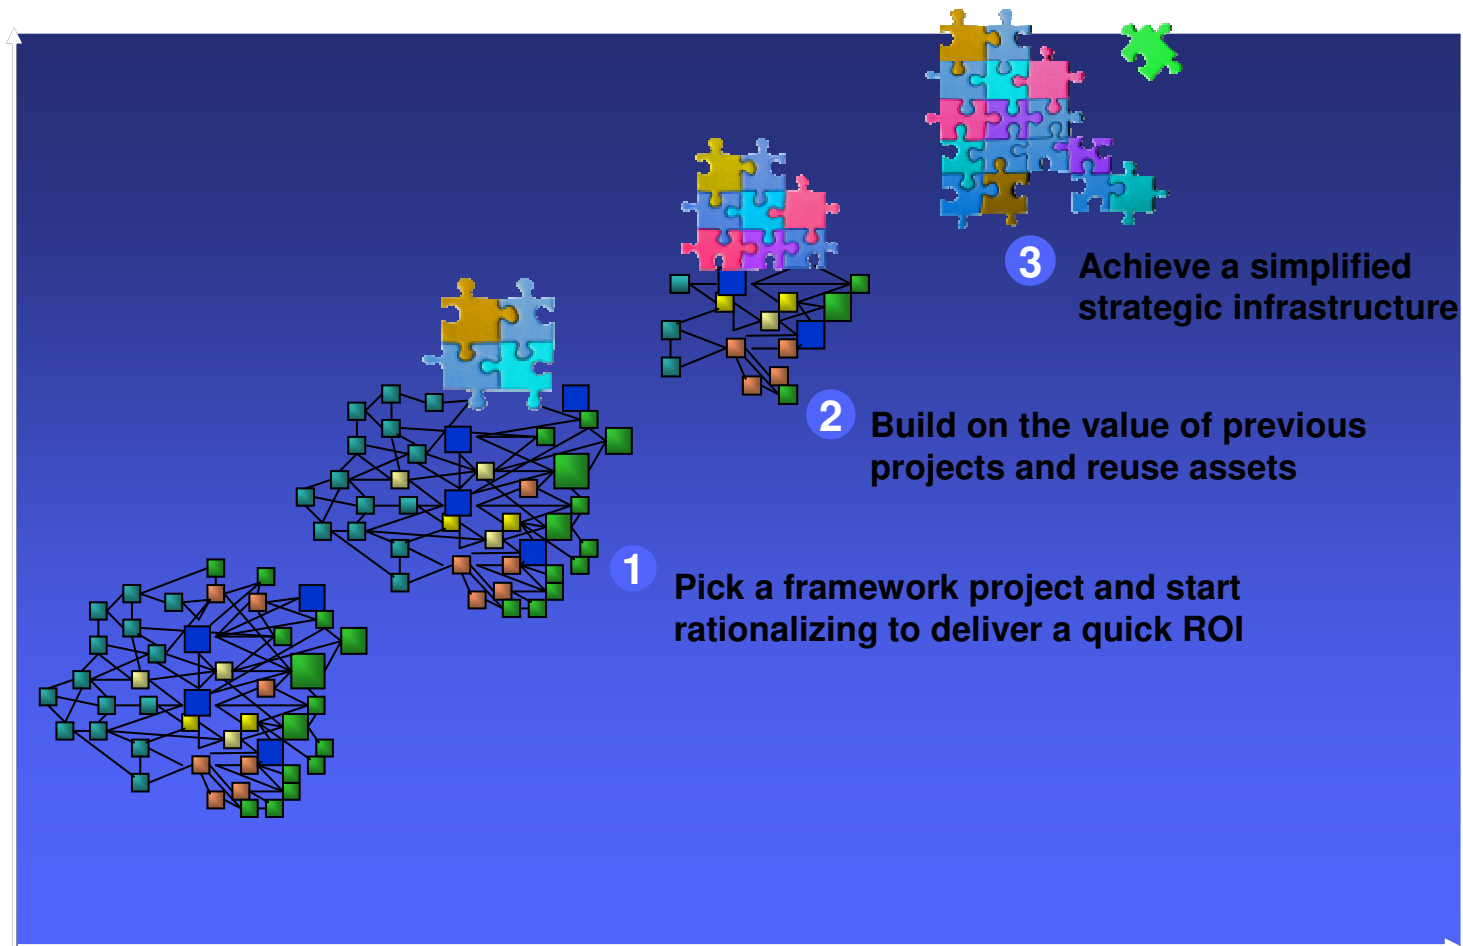 3
Achieve a simplified
strategic infrastructure
2
Build on the value of previous
projects and reuse assets
1
Pick a framework project and start
rationalizing to deliver a quick ROI